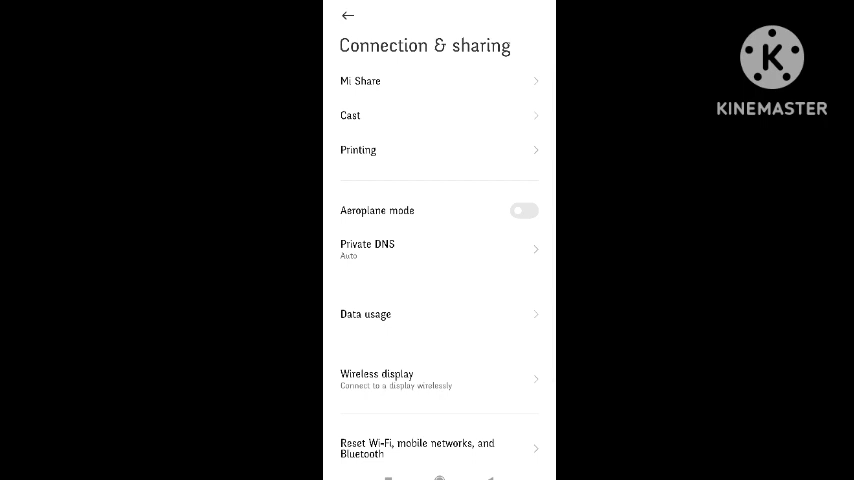 Connection & sharing
Mi Share
Cast
Printing
Aeroplane mode
Private DNS
Auto
Data usage
Wireless display
Connect to a display wirelessly
Reset Wi-Fi, mobile networks, and
Bluetooth
K
KINEMASTER